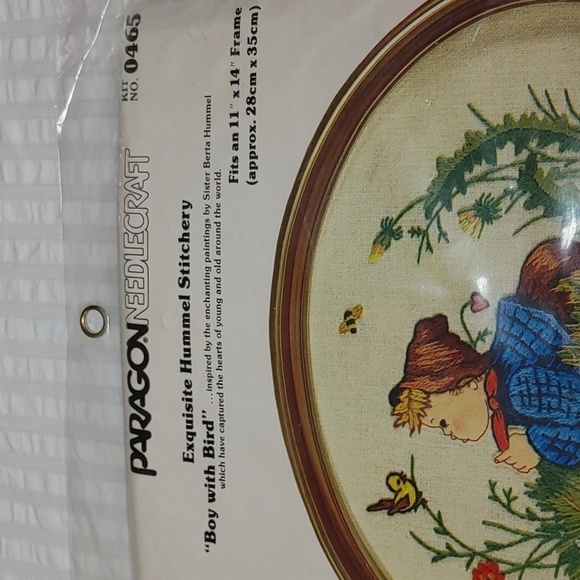 PARAGON® NEEDLECRAFT
KIT
NO. 0465
Exquisite Hummel Stitchery
"Boy with Bird" ...inspired by the enchanting paintings by Sister Berta Hummel
which have captured the hearts of young and old around the world.
Fits an 11" x 14" Frame
(approx. 28cm x 35cm)